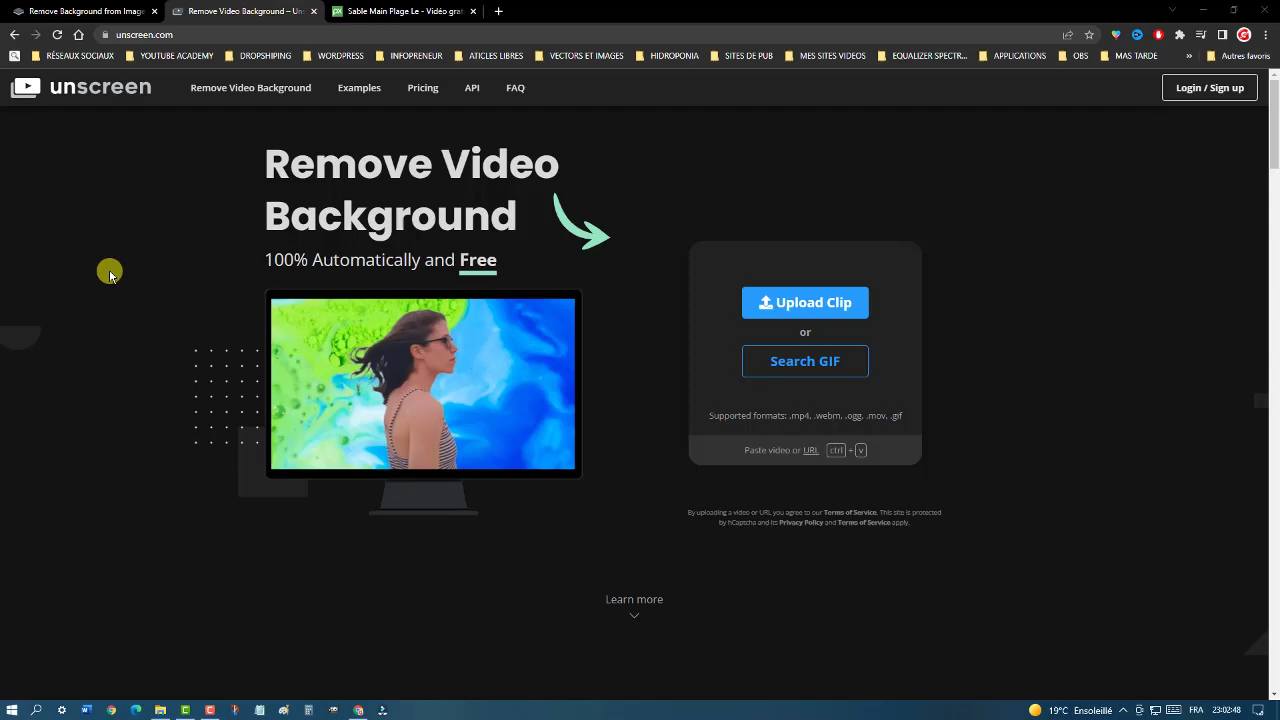 Remove Background from Image
Remove Video Background – Uns
Sable Main Plage Le - Vidéo grat
unscreen.com
RÉSEAUX SOCIAUX
YOUTUBE ACADEMY
DROPSHIPING
WORDPRESS
INFOPRENEUR
ATICLES LIBRES
VECTORS ET IMAGES
HIDROPONIA
SITES DE PUB
MES SITES VIDEOS
EQUALIZER SPECTR...
APPLICATIONS
OBS
MAS TARDE
»
Autres favoris
unscreen
Remove Video Background
Examples
Pricing
API
FAQ
Login / Sign up
Remove Video
Background
100% Automatically and Free
Upload Clip
or
Search GIF
Supported formats: .mp4, .webm, .ogg, .mov, .gif
Paste video or URL ctrl + v
By uploading a video or URL you agree to our Terms of Service. This site is protected
by hCaptcha and its Privacy Policy and Terms of Service apply.
Learn more
19°C Ensoleillé
FRA
23:02:48